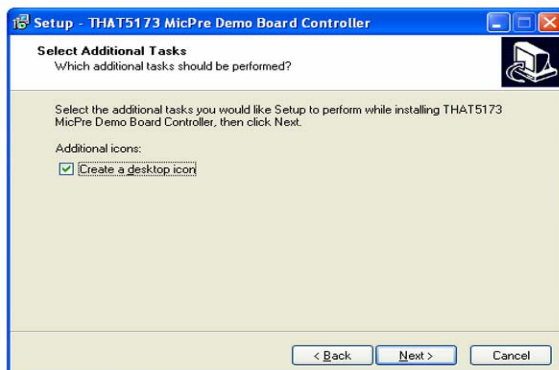 Setup - THAT5173 MicPre Demo Board Controller
Select Additional Tasks
Which additional tasks should be performed?
Select the additional tasks you would like Setup to perform while installing THAT5173
MicPre Demo Board Controller, then click Next.
Additional icons:
Create a desktop icon
< Back
Next >
Cancel